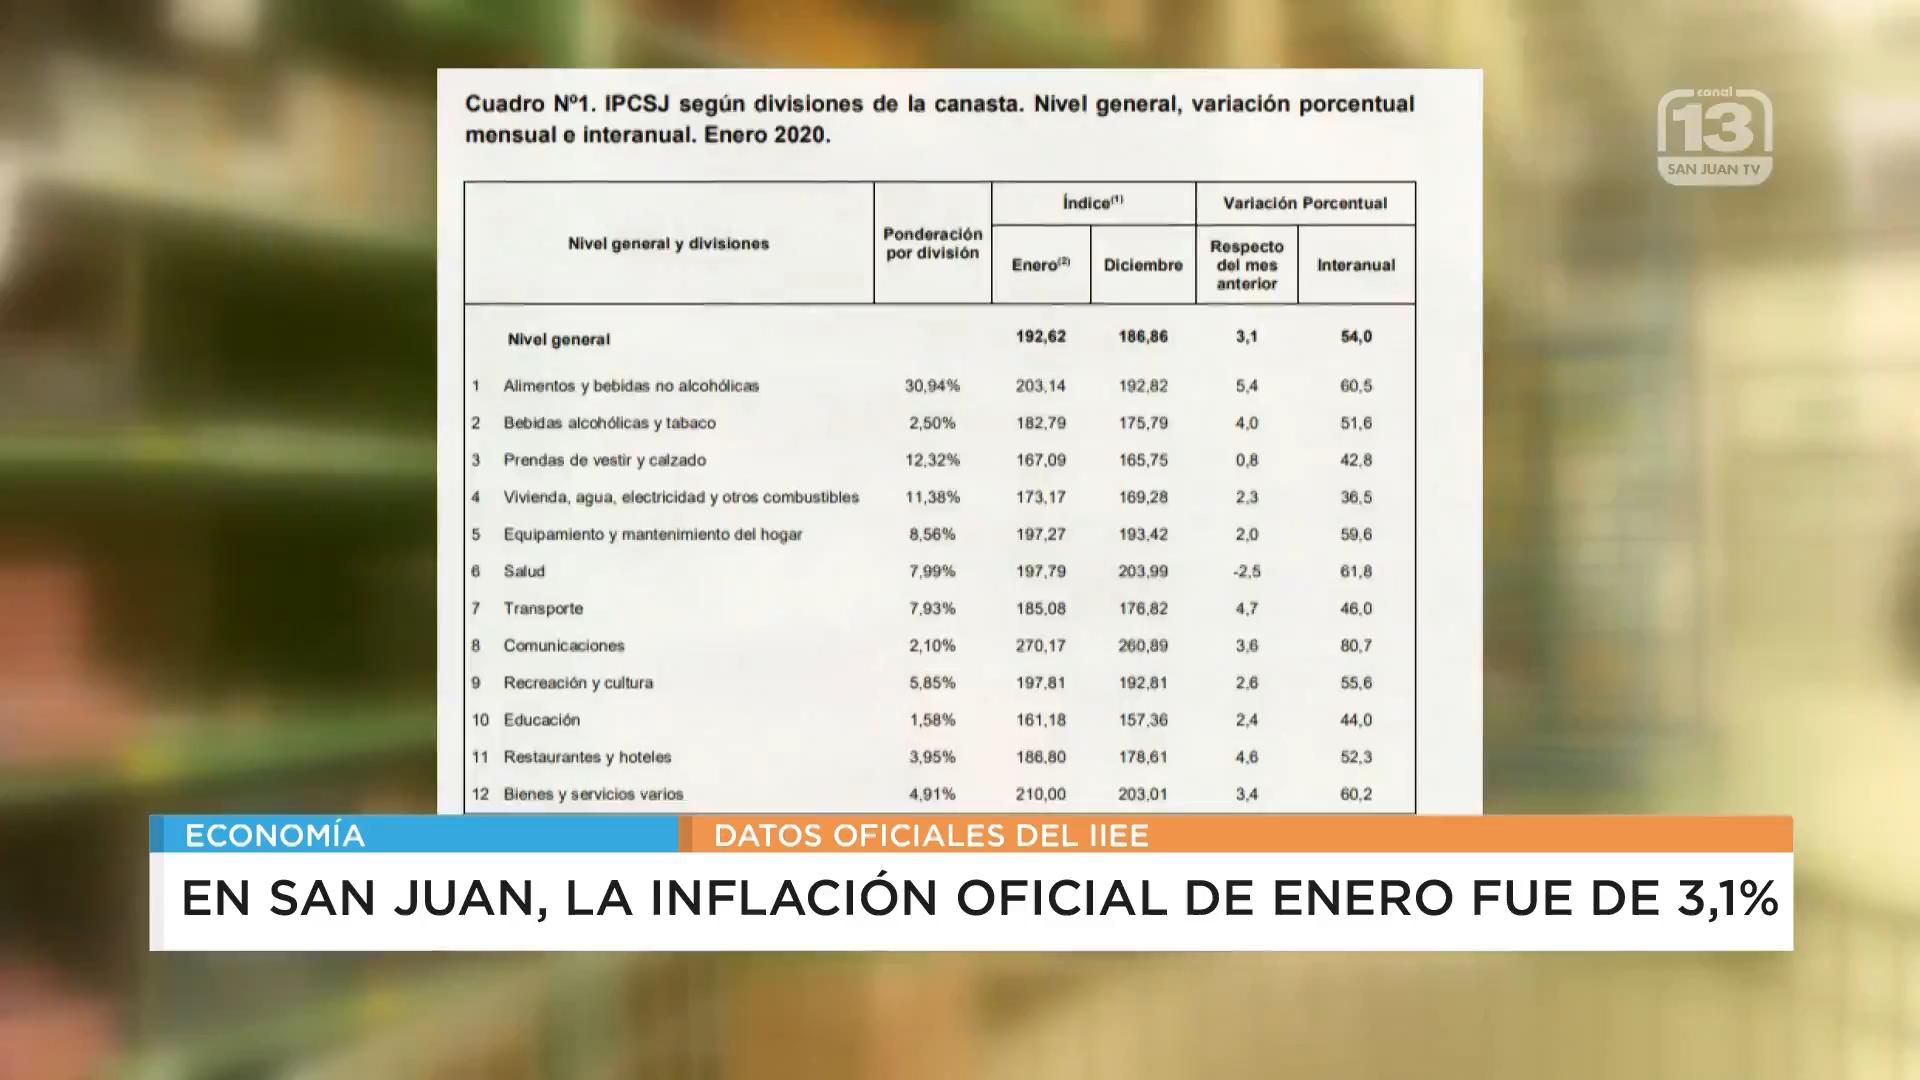 Cuadro Nº1. IPCSJ según divisiones de la canasta. Nivel general, variación porcentual
mensual e interanual. Enero 2020.
canal
13
SAN JUAN TV
Nivel general y divisiones
Ponderación
por división
Índice(1)
Variación Porcentual
Enero(2)
Diciembre
Respecto
del mes
anterior
Interanual
Nivel general 192,62 186,86 3,1 54,0
1 Alimentos y bebidas no alcohólicas 30,94% 203,14 192,82 5,4 60,5
2 Bebidas alcohólicas y tabaco 2,50% 182,79 175,79 4,0 51,6
3 Prendas de vestir y calzado 12,32% 167,09 165,75 0,8 42,8
4 Vivienda, agua, electricidad y otros combustibles 11,38% 173,17 169,28 2,3 36,5
5 Equipamiento y mantenimiento del hogar 8,56% 197,27 193,42 2,0 59,6
6 Salud 7,99% 197,79 203,99 -2,5 61,8
7 Transporte 7,93% 185,08 176,82 4,7 46,0
8 Comunicaciones 2,10% 270,17 260,89 3,6 80,7
9 Recreación y cultura 5,85% 197,81 192,81 2,6 55,6
10 Educación 1,58% 161,18 157,36 2,4 44,0
11 Restaurantes y hoteles 3,95% 186,80 178,61 4,6 52,3
12 Bienes y servicios varios 4,91% 210,00 203,01 3,4 60,2
ECONOMÍA
DATOS OFICIALES DEL IIEE
EN SAN JUAN, LA INFLACIÓN OFICIAL DE ENERO FUE DE 3,1%